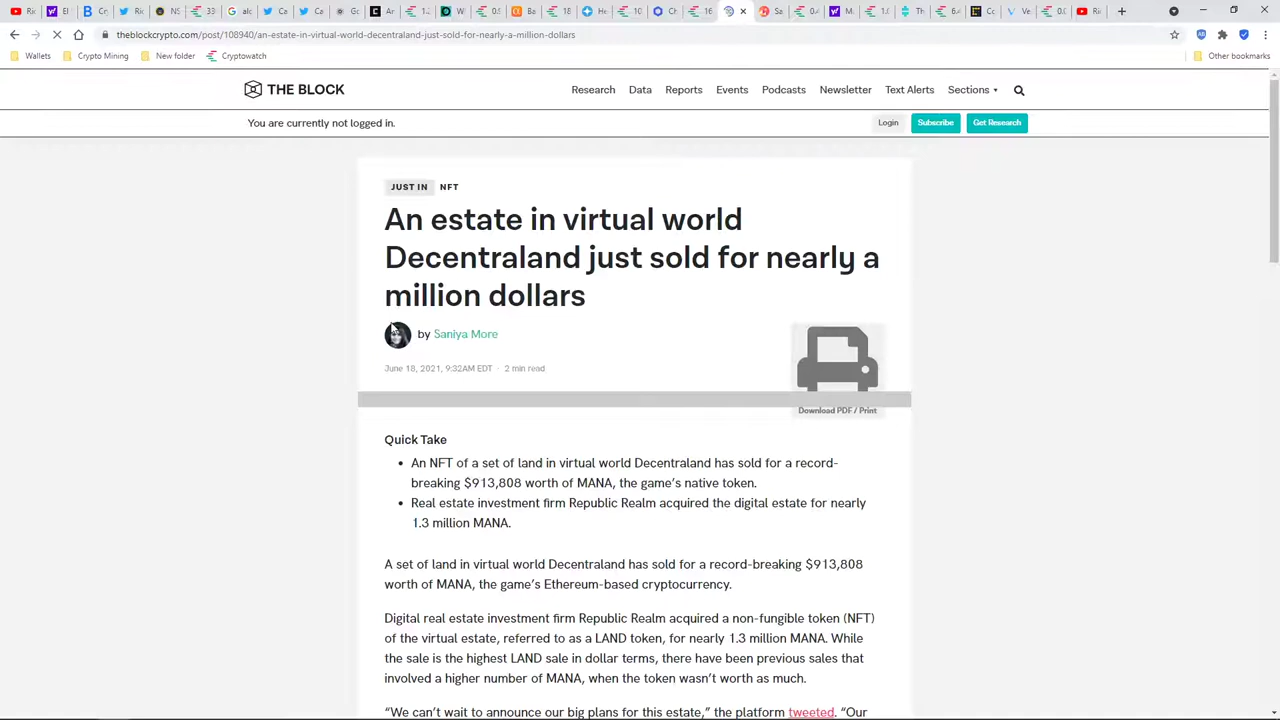 theblockcrypto.com/post/108940/an-estate-in-virtual-world-decentraland-just-sold-for-nearly-a-million-dollars
Wallets
Crypto Mining
New folder
Cryptowatch
Other bookmarks
THE BLOCK
Research
Data
Reports
Events
Podcasts
Newsletter
Text Alerts
Sections
You are currently not logged in.
Login
Subscribe
Get Research
JUST IN NFT
An estate in virtual world
Decentraland just sold for nearly a
million dollars
by Saniya More
June 18, 2021, 9:32AM EDT · 2 min read
Download PDF / Print
Quick Take
• An NFT of a set of land in virtual world Decentraland has sold for a record-
breaking $913,808 worth of MANA, the game's native token.
• Real estate investment firm Republic Realm acquired the digital estate for nearly
1.3 million MANA.
A set of land in virtual world Decentraland has sold for a record-breaking $913,808
worth of MANA, the game's Ethereum-based cryptocurrency.
Digital real estate investment firm Republic Realm acquired a non-fungible token (NFT)
of the virtual estate, referred to as a LAND token, for nearly 1.3 million MANA. While
the sale is the highest LAND sale in dollar terms, there have been previous sales that
involved a higher number of MANA, when the token wasn't worth as much.
“We can't wait to announce our big plans for this estate,” the platform tweeted. “Our